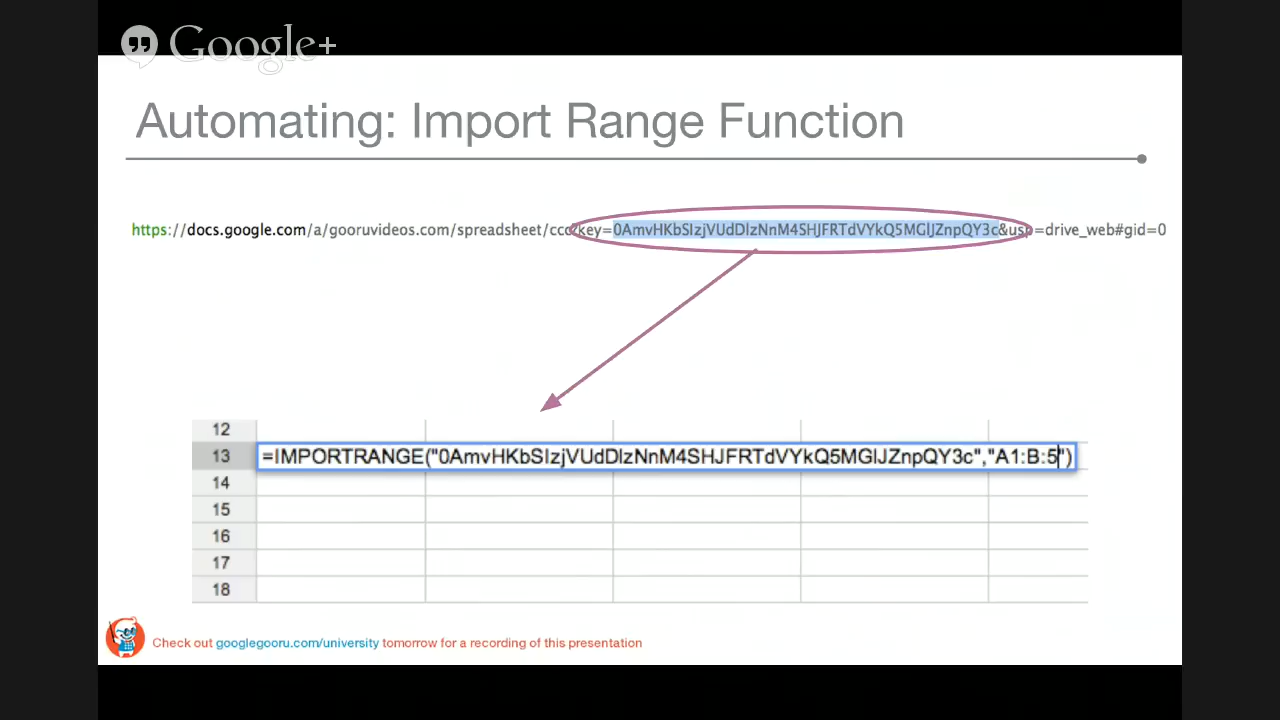 Google+
Automating: Import Range Function
https://docs.google.com/a/gooruvideos.com/spreadsheet/ccc?key=0AmvHKbSIzjVUdDlzNnM4SHJFRTdVYkQ5MGlJZnpQY3c&usp=drive_web#gid=0
12
13 =IMPORTRANGE("0AmvHKbSIzjVUdDlzNnM4SHJFRTdVYkQ5MGlJZnpQY3c","A1:B:5")
14
15
16
17
18
Check out googlegooru.com/university tomorrow for a recording of this presentation